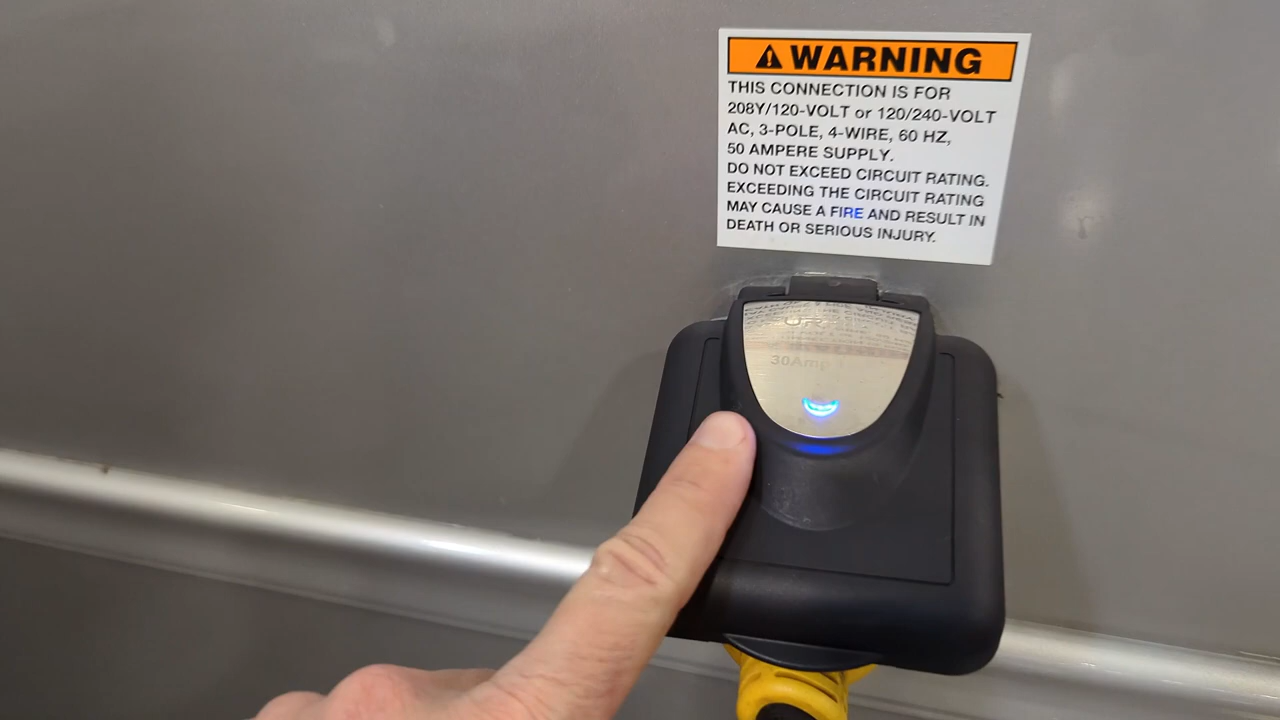 WARNING
THIS CONNECTION IS FOR
208Y/120-VOLT or 120/240-VOLT
AC, 3-POLE, 4-WIRE, 60 HZ,
50 AMPERE SUPPLY.
DO NOT EXCEED CIRCUIT RATING.
EXCEEDING THE CIRCUIT RATING
MAY CAUSE A FIRE AND RESULT IN
DEATH OR SERIOUS INJURY.
30Amp